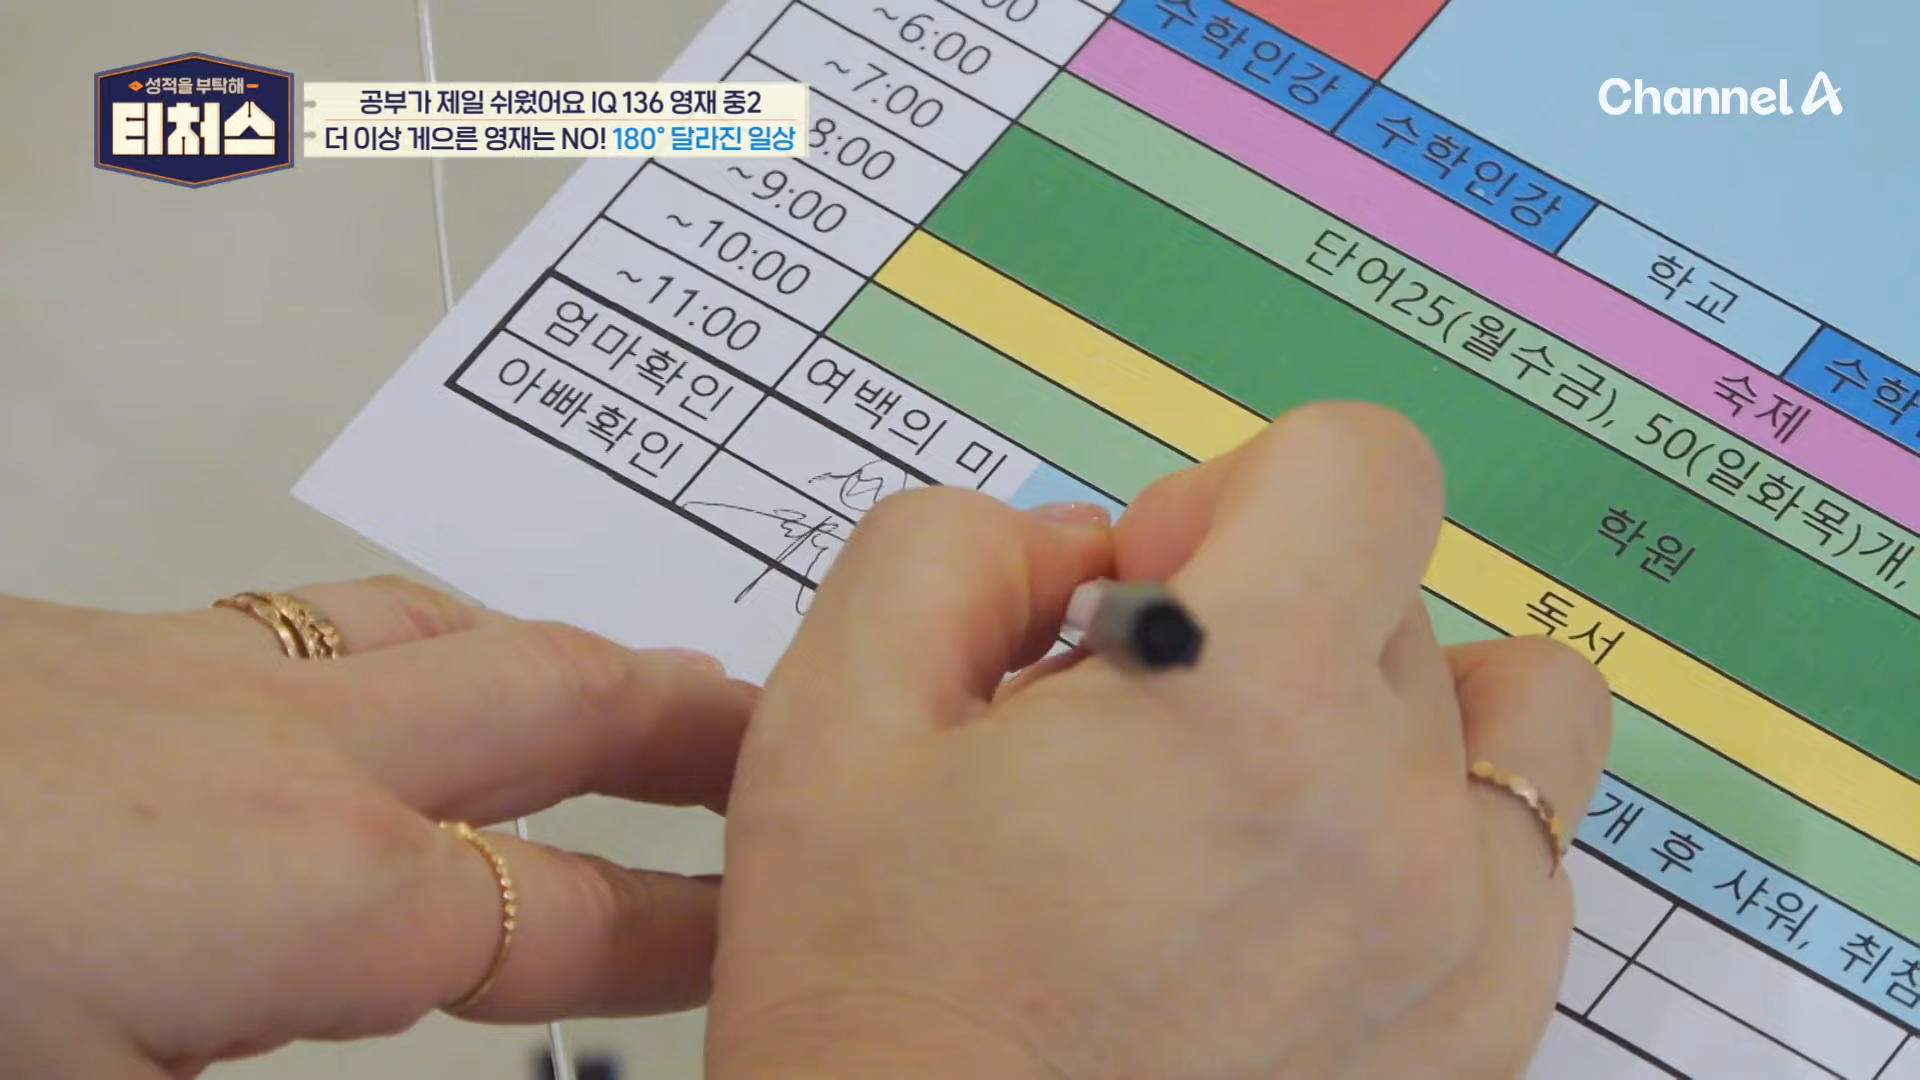 성적을 부탁해
티처스
공부가 제일 쉬웠어요 IQ 136 영재 중2
더 이상 게으른 영재는 NO! 180° 달라진 일상
Channel A
~6:00
~7:00
8:00
~9:00
~10:00
~11:00
엄마확인
아빠확인
수학인강
수학인강
학교
수학
숙제
단어25(월수금), 50(일화목)개,
학원
독서
여백의 미
개 후 샤워, 취침